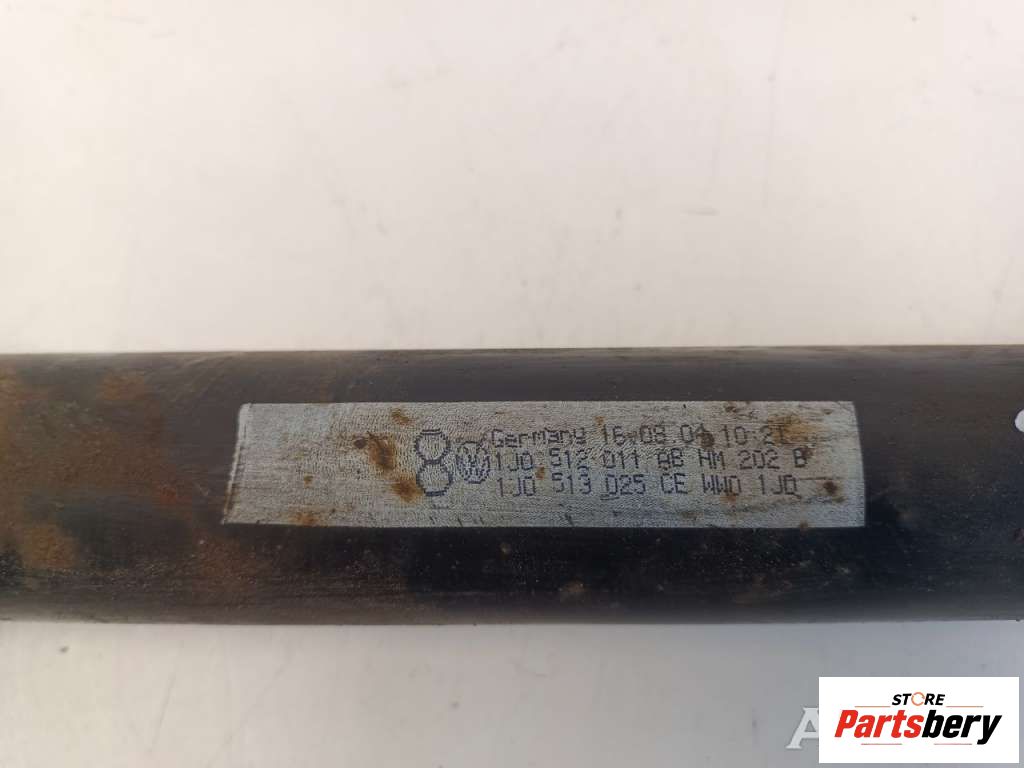 8 Germany 16.08.04 10:21
1J0 512 011 AB HM 202 B
1J0 513 025 CE WW0 1J0
STORE
Partsbery